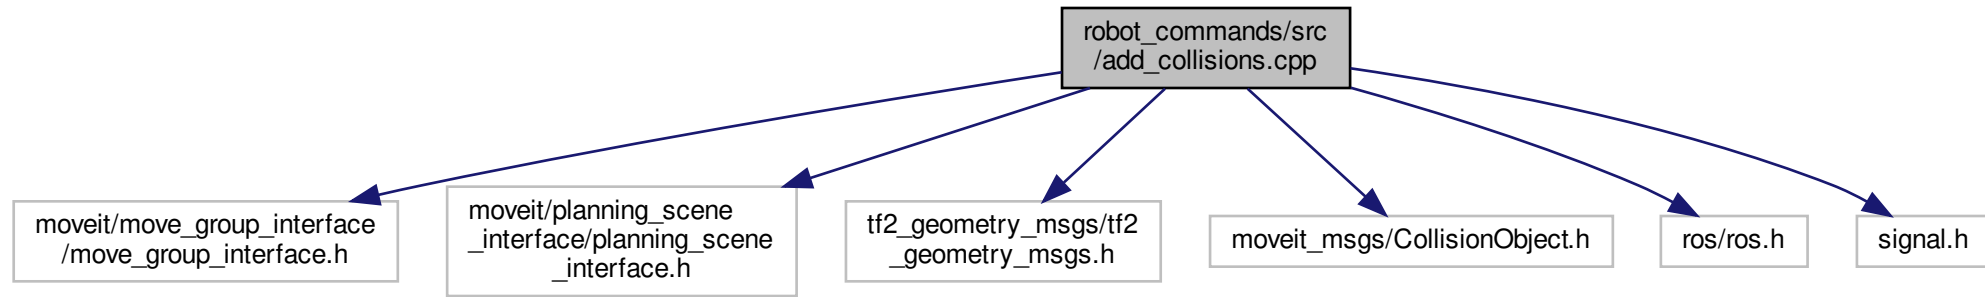 robot_commands/src
/add_collisions.cpp
moveit/move_group_interface
/move_group_interface.h
moveit/planning_scene
_interface/planning_scene
_interface.h
tf2_geometry_msgs/tf2
_geometry_msgs.h
moveit_msgs/CollisionObject.h
ros/ros.h
signal.h